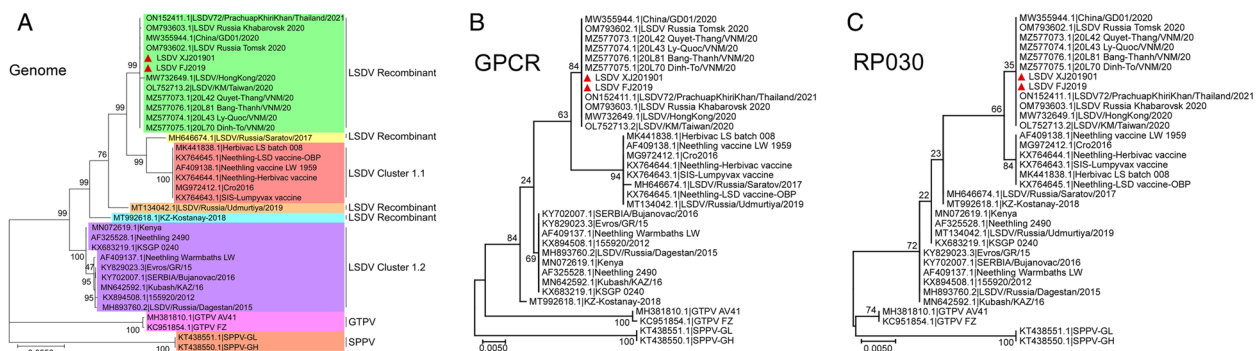 A
Genome
ON152411.1|LSDV72/PrachuapKhiriKhan/Thailand/2021
OM793603.1|LSDV Russia Khabarovsk 2020
MW355944.1|China/GD01/2020
OM793602.1|LSDV Russia Tomsk 2020
LSDV XJ201901
LSDV FJ2019
MW732649.1|LSDV/HongKong/2020
OL752713.2|LSDV/KM/Taiwan/2020
MZ577073.1|20L42 Quyet-Thang/VNM/20
MZ577076.1|20L81 Bang-Thanh/VNM/20
MZ577074.1|20L43 Ly-Quoc/VNM/20
MZ577075.1|20L70 Dinh-To/VNM/20
LSDV Recombinant
MH646674.1|LSDV/Russia/Saratov/2017
LSDV Recombinant
MK441838.1|Herbivac LS batch 008
KX764645.1|Neethling-LSD vaccine-OBP
AF409138.1|Neethling vaccine LW 1959
KX764644.1|Neethling-Herbivac vaccine
MG972412.1|Cro2016
KX764643.1|SIS-Lumpyvax vaccine
LSDV Cluster 1.1
MT134042.1|LSDV/Russia/Udmurtiya/2019
LSDV Recombinant
MT992618.1|KZ-Kostanay-2018
LSDV Recombinant
MN072619.1|Kenya
AF325528.1|Neethling 2490
KX683219.1|KSGP 0240
AF409137.1|Neethling Warmbaths LW
KY829023.3|Evros/GR/15
KY702007.1|SERBIA/Bujanovac/2016
MN642592.1|Kubash/KAZ/16
KX894508.1|155920/2012
MH893760.2|LSDV/Russia/Dagestan/2015
LSDV Cluster 1.2
MH381810.1|GTPV AV41
KC951854.1|GTPV FZ
GTPV
KT438551.1|SPPV-GL
KT438550.1|SPPV-GH
SPPV
99
99
99
100
76
99
100
47
95
95
100
100
0.0050
B
GPCR
MW355944.1|China/GD01/2020
OM793602.1|LSDV Russia Tomsk 2020
MZ577073.1|20L42 Quyet-Thang/VNM/20
MZ577074.1|20L43 Ly-Quoc/VNM/20
MZ577076.1|20L81 Bang-Thanh/VNM/20
MZ577075.1|20L70 Dinh-To/VNM/20
LSDV XJ201901
LSDV FJ2019
ON152411.1|LSDV72/PrachuapKhiriKhan/Thailand/2021
OM793603.1|LSDV Russia Khabarovsk 2020
MW732649.1|LSDV/HongKong/2020
OL752713.2|LSDV/KM/Taiwan/2020
MK441838.1|Herbivac LS batch 008
AF409138.1|Neethling vaccine LW 1959
MG972412.1|Cro2016
KX764644.1|Neethling-Herbivac vaccine
KX764643.1|SIS-Lumpyvax vaccine
MH646674.1|LSDV/Russia/Saratov/2017
KX764645.1|Neethling-LSD vaccine-OBP
MT134042.1|LSDV/Russia/Udmurtiya/2019
KY702007.1|SERBIA/Bujanovac/2016
KY829023.3|Evros/GR/15
AF409137.1|Neethling Warmbaths LW
KX894508.1|155920/2012
MH893760.2|LSDV/Russia/Dagestan/2015
MN072619.1|Kenya
AF325528.1|Neethling 2490
MN642592.1|Kubash/KAZ/16
KX683219.1|KSGP 0240
MT992618.1|KZ-Kostanay-2018
MH381810.1|GTPV AV41
KC951854.1|GTPV FZ
KT438551.1|SPPV-GL
KT438550.1|SPPV-GH
84
63
94
24
84
69
100
100
0.0050
C
RP030
MW355944.1|China/GD01/2020
OM793602.1|LSDV Russia Tomsk 2020
MZ577073.1|20L42 Quyet-Thang/VNM/20
MZ577074.1|20L43 Ly-Quoc/VNM/20
MZ577076.1|20L81 Bang-Thanh/VNM/20
MZ577075.1|20L70 Dinh-To/VNM/20
LSDV XJ201901
LSDV FJ2019
ON152411.1|LSDV72/PrachuapKhiriKhan/Thailand/2021
OM793603.1|LSDV Russia Khabarovsk 2020
MW732649.1|LSDV/HongKong/2020
OL752713.2|LSDV/KM/Taiwan/2020
AF409138.1|Neethling vaccine LW 1959
MG972412.1|Cro2016
KX764644.1|Neethling-Herbivac vaccine
KX764643.1|SIS-Lumpyvax vaccine
MK441838.1|Herbivac LS batch 008
KX764645.1|Neethling-LSD vaccine-OBP
MH646674.1|LSDV/Russia/Saratov/2017
MT992618.1|KZ-Kostanay-2018
MN072619.1|Kenya
AF325528.1|Neethling 2490
MT134042.1|LSDV/Russia/Udmurtiya/2019
KX683219.1|KSGP 0240
KY829023.3|Evros/GR/15
KY702007.1|SERBIA/Bujanovac/2016
AF409137.1|Neethling Warmbaths LW
KX894508.1|155920/2012
MH893760.2|LSDV/Russia/Dagestan/2015
MN642592.1|Kubash/KAZ/16
MH381810.1|GTPV AV41
KC951854.1|GTPV FZ
KT438551.1|SPPV-GL
KT438550.1|SPPV-GH
35
66
23
84
22
72
74
100
0.0050